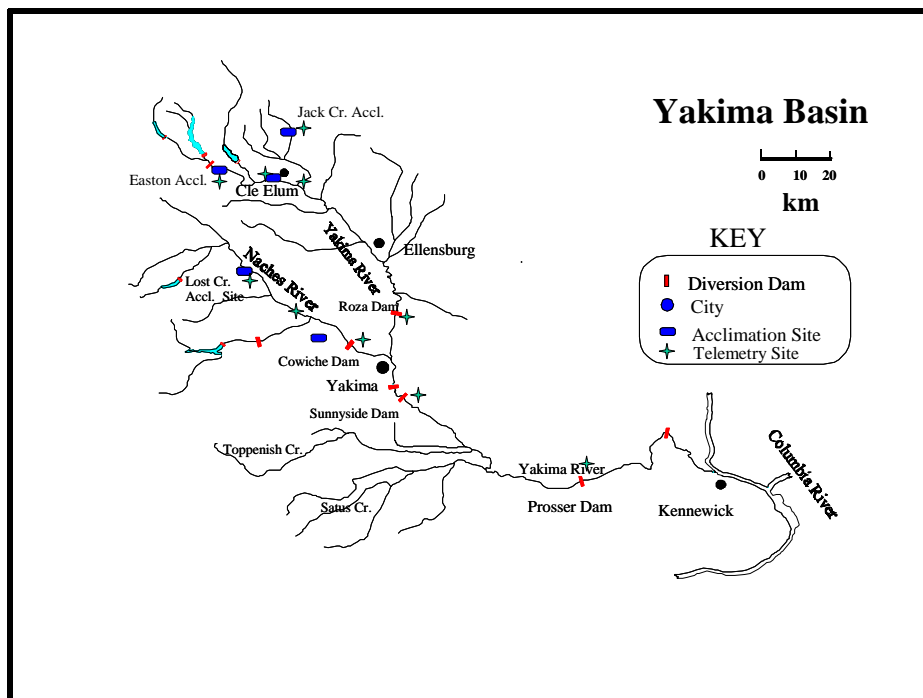 Yakima Basin
0 10 20
km
KEY
Diversion Dam
City
Acclimation Site
Telemetry Site
Jack Cr. Accl.
Easton Accl.
Cle Elum
Yakima River
Ellensburg
Naches River
Lost Cr.
Accl. Site
Roza Dam
Cowiche Dam
Yakima
Sunnyside Dam
Toppenish Cr.
Satus Cr.
Yakima River
Prosser Dam
Kennewick
Columbia River